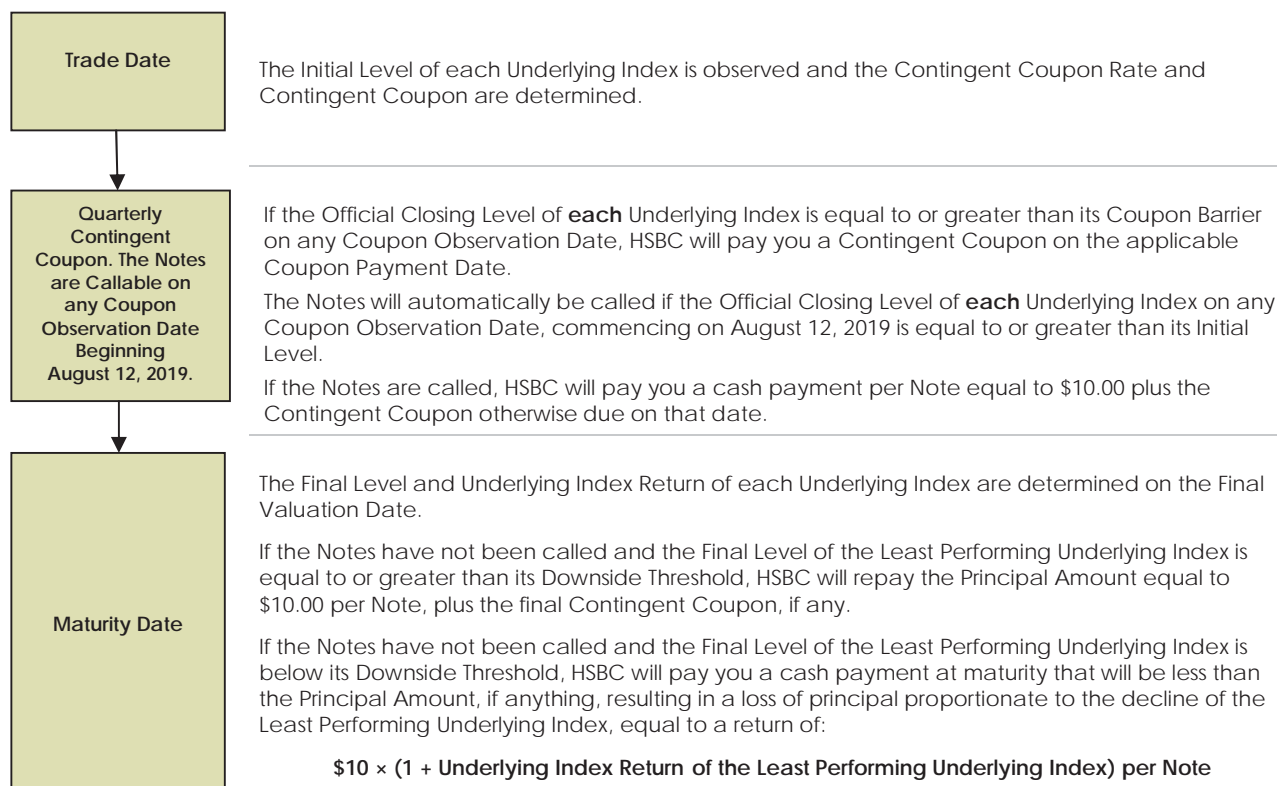 Trade Date
The Initial Level of each Underlying Index is observed and the Contingent Coupon Rate and
Contingent Coupon are determined.
Quarterly
Contingent
Coupon. The Notes
are Callable on
any Coupon
Observation Date
Beginning
August 12, 2019.
If the Official Closing Level of each Underlying Index is equal to or greater than its Coupon Barrier
on any Coupon Observation Date, HSBC will pay you a Contingent Coupon on the applicable
Coupon Payment Date.
The Notes will automatically be called if the Official Closing Level of each Underlying Index on any
Coupon Observation Date, commencing on August 12, 2019 is equal to or greater than its Initial
Level.
If the Notes are called, HSBC will pay you a cash payment per Note equal to $10.00 plus the
Contingent Coupon otherwise due on that date.
Maturity Date
The Final Level and Underlying Index Return of each Underlying Index are determined on the Final
Valuation Date.
If the Notes have not been called and the Final Level of the Least Performing Underlying Index is
equal to or greater than its Downside Threshold, HSBC will repay the Principal Amount equal to
$10.00 per Note, plus the final Contingent Coupon, if any.
If the Notes have not been called and the Final Level of the Least Performing Underlying Index is
below its Downside Threshold, HSBC will pay you a cash payment at maturity that will be less than
the Principal Amount, if anything, resulting in a loss of principal proportionate to the decline of the
Least Performing Underlying Index, equal to a return of:
$10 × (1 + Underlying Index Return of the Least Performing Underlying Index) per Note